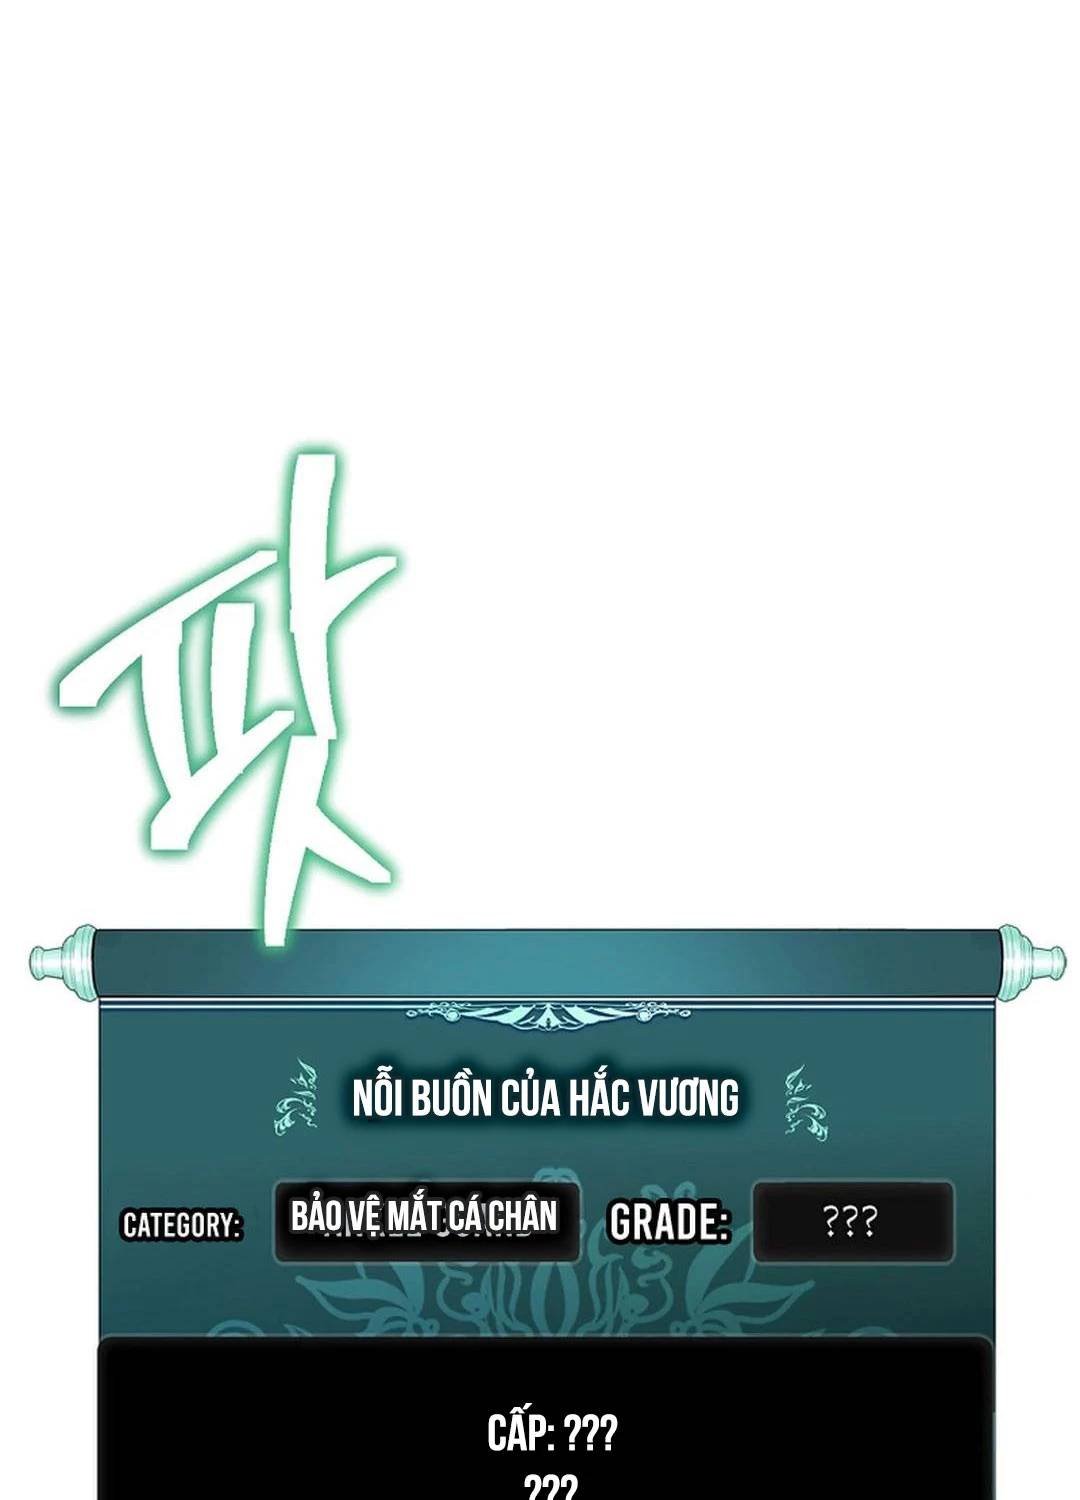 팟
NỖI BUỒN CỦA HẮC VƯƠNG
CATEGORY: BẢO VỆ MẮT CÁ CHÂN GRADE: ???
CẤP: ???
???